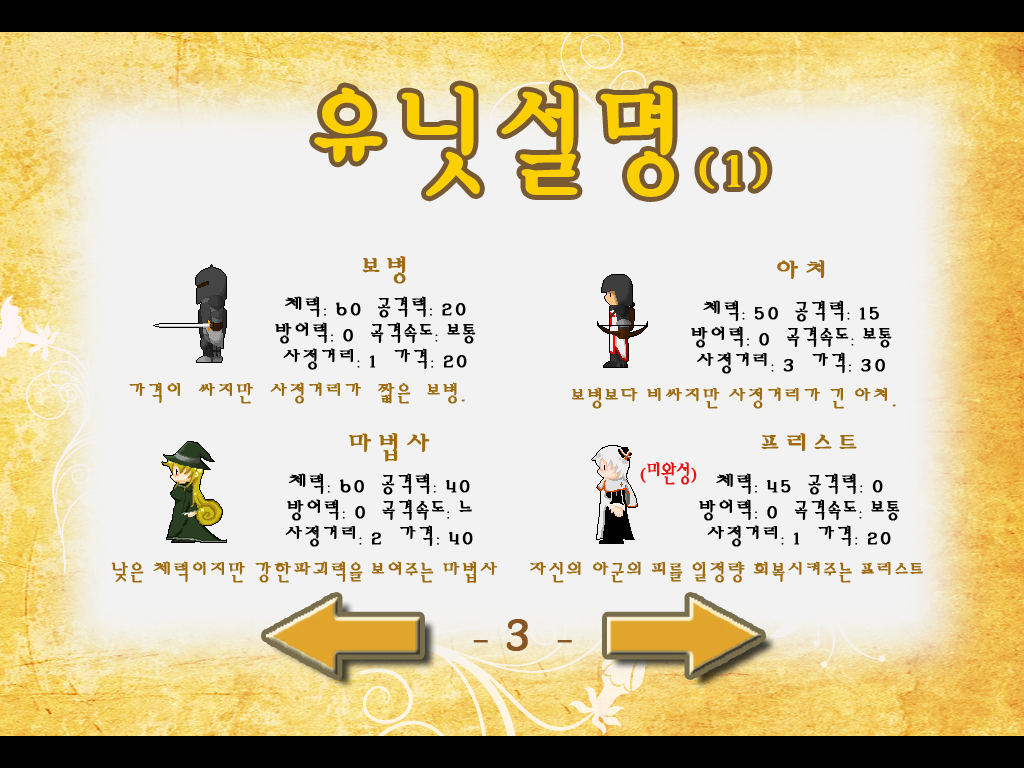 유닛설명(1)
보병
체력: 60 공격력: 20
방어력: 0 곡격속도: 보통
사정거리: 1 가격: 20
가격이 싸지만 사정거리가 짧은 보병.
아쳐
체력: 50 공격력: 15
방어력: 0 곡격속도: 보통
사정거리: 3 가격: 30
보병보다 비싸지만 사정거리가 긴 아쳐.
마법사
체력: 60 공격력: 40
방어력: 0 곡격속도: 느
사정거리: 2 가격: 40
낮은 체력이지만 강한파괴력을 보여주는 마법사
프리스트
(미완성)
체력: 45 공격력: 0
방어력: 0 곡격속도: 보통
사정거리: 1 가격: 20
자신의 아군의 피를 일정량 회복시켜주는 프리스트
- 3 -